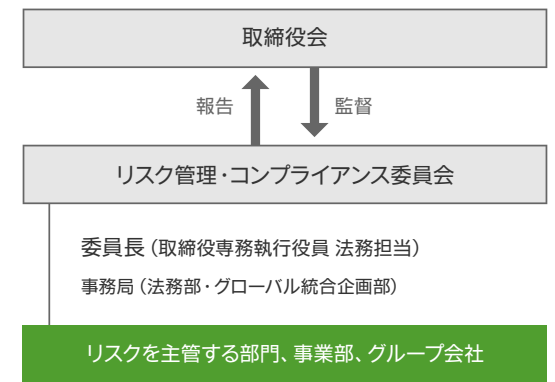 取締役会
報告
監督
リスク管理・コンプライアンス委員会
委員長（取締役専務執行役員 法務担当）
事務局（法務部・グローバル統合企画部）
リスクを主管する部門、事業部、グループ会社